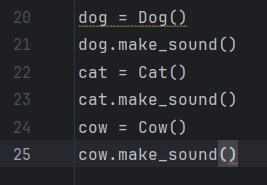 20 dog = Dog()
21 dog.make_sound()
22 cat = Cat()
23 cat.make_sound()
24 cow = Cow()
25 cow.make_sound()